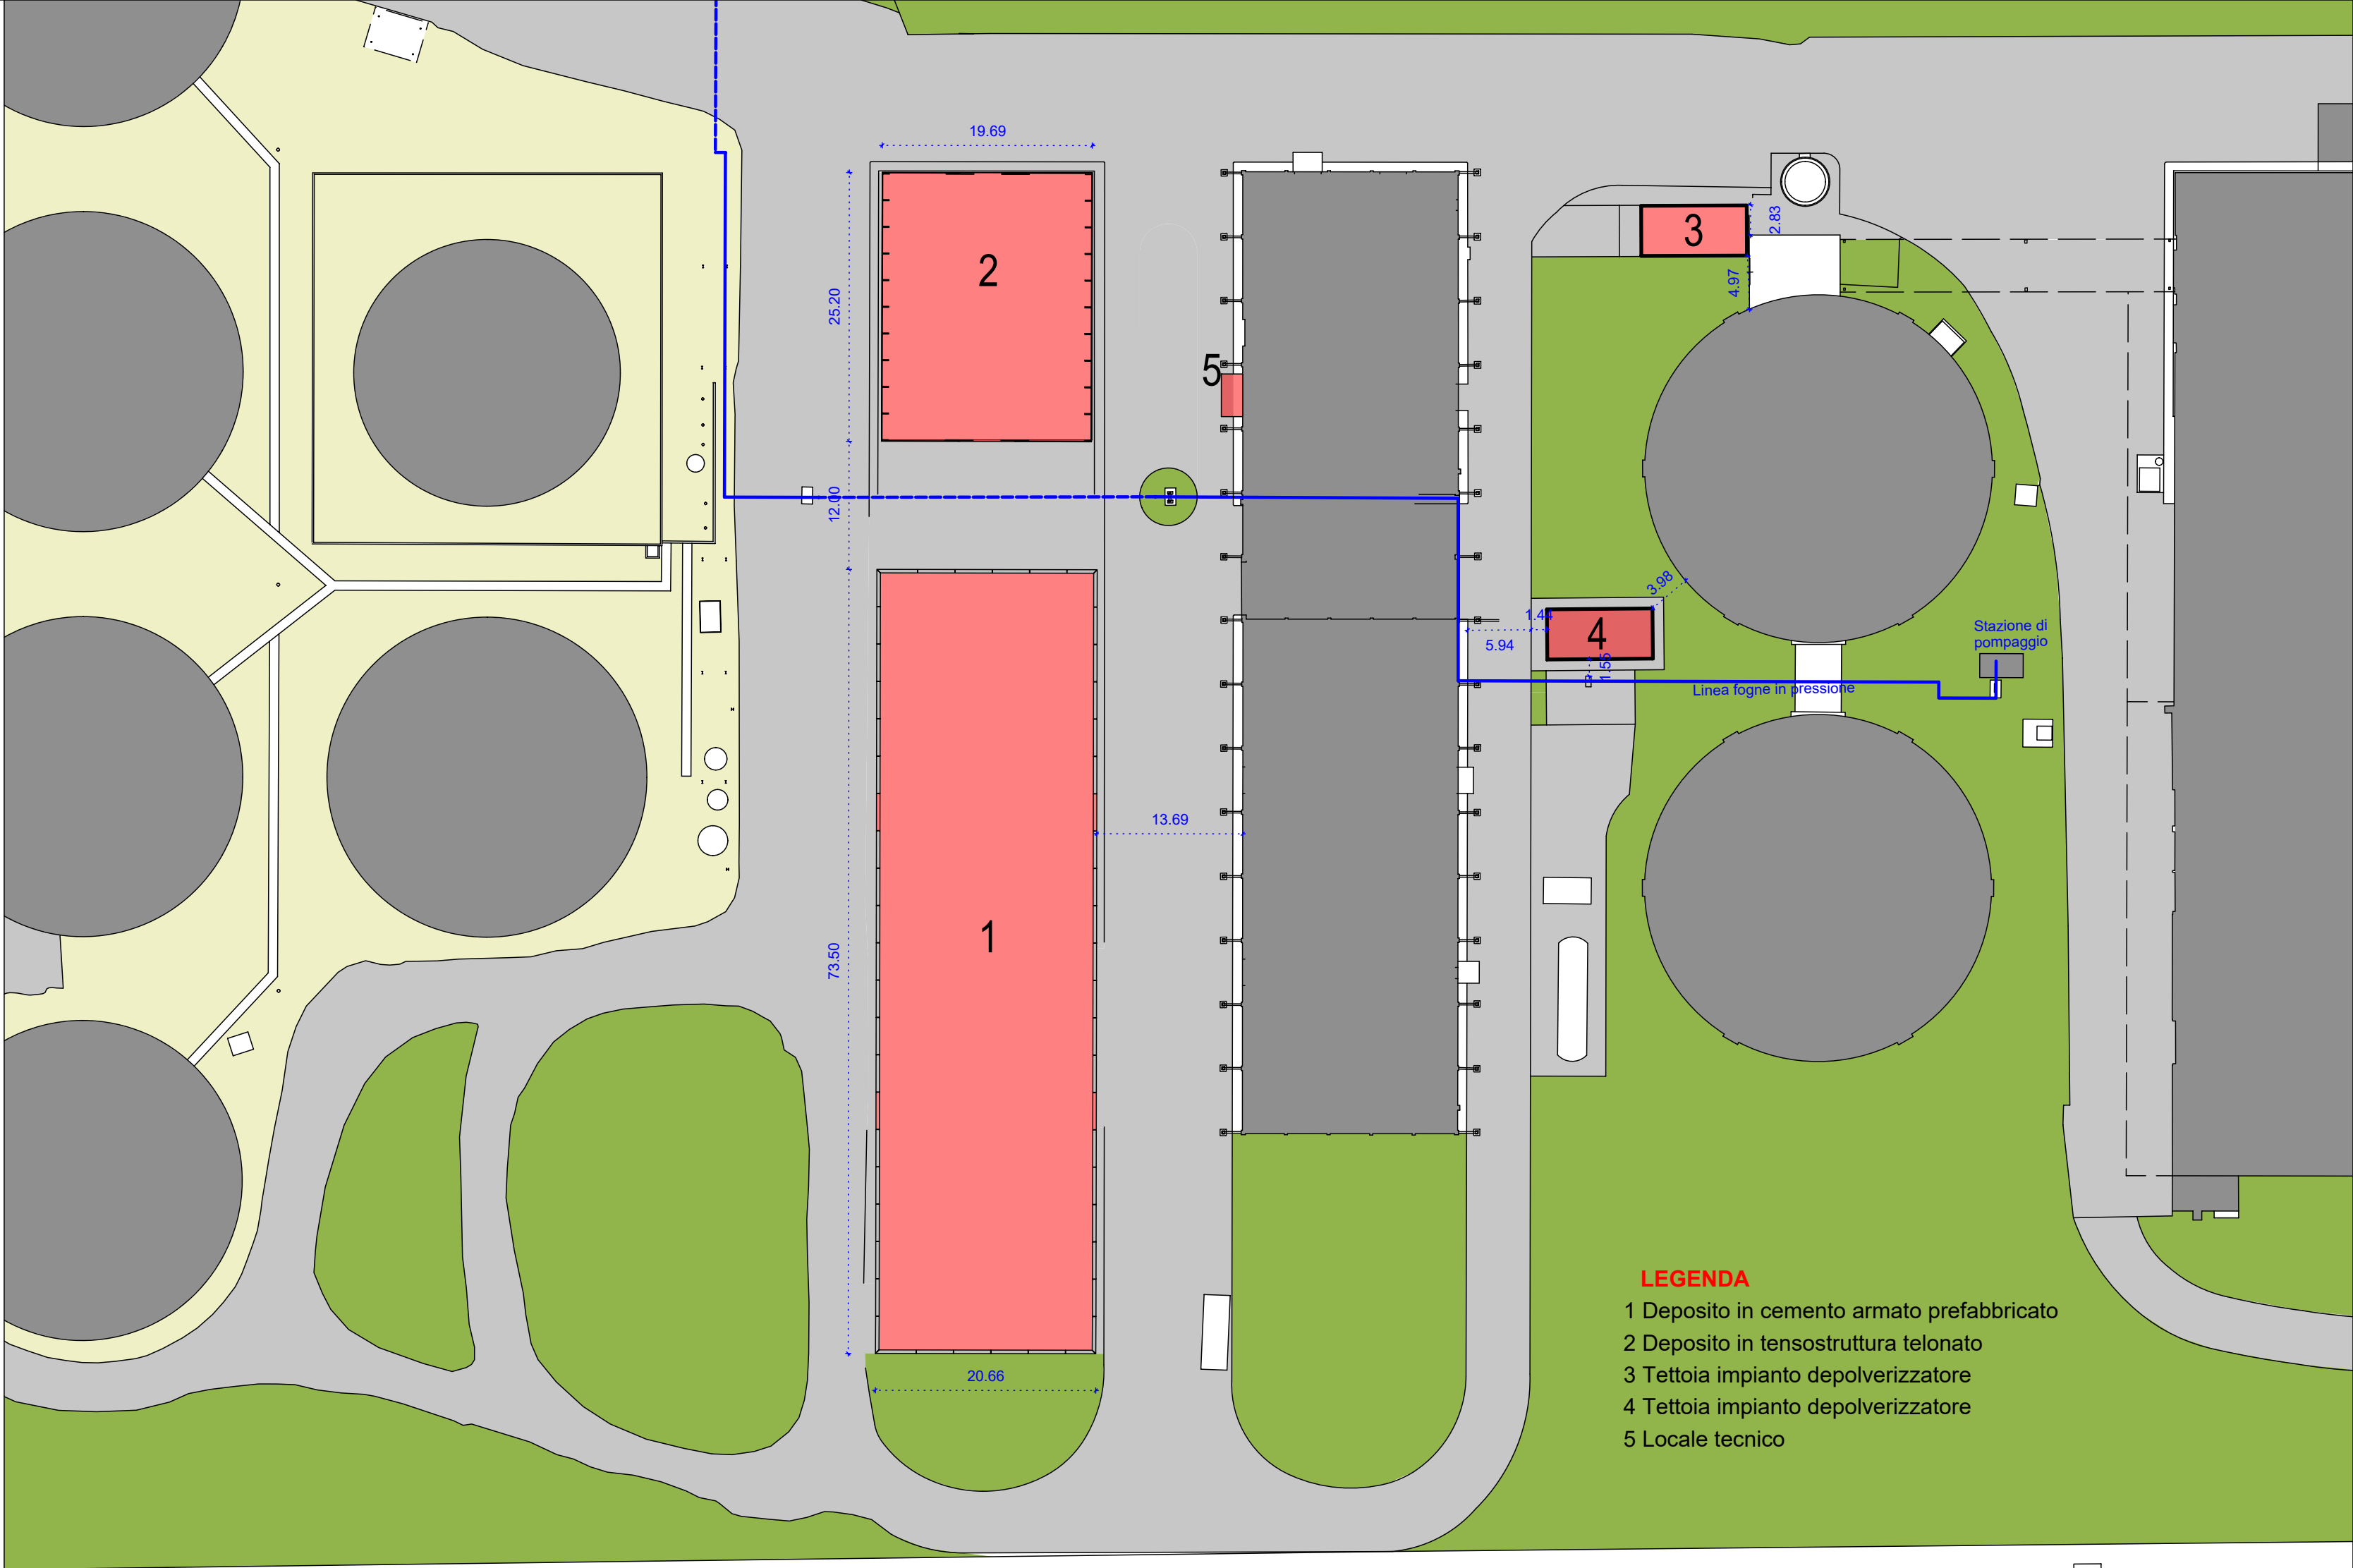 19.69
2
25.20
3
2.83
4.97
5
12.00
3.98
1.44
4
5.94
1.55
Stazione di
pompaggio
Linea fogne in pressione
13.69
1
73.50
20.66
LEGENDA
1 Deposito in cemento armato prefabbricato
2 Deposito in tensostruttura telonato
3 Tettoia impianto depolverizzatore
4 Tettoia impianto depolverizzatore
5 Locale tecnico